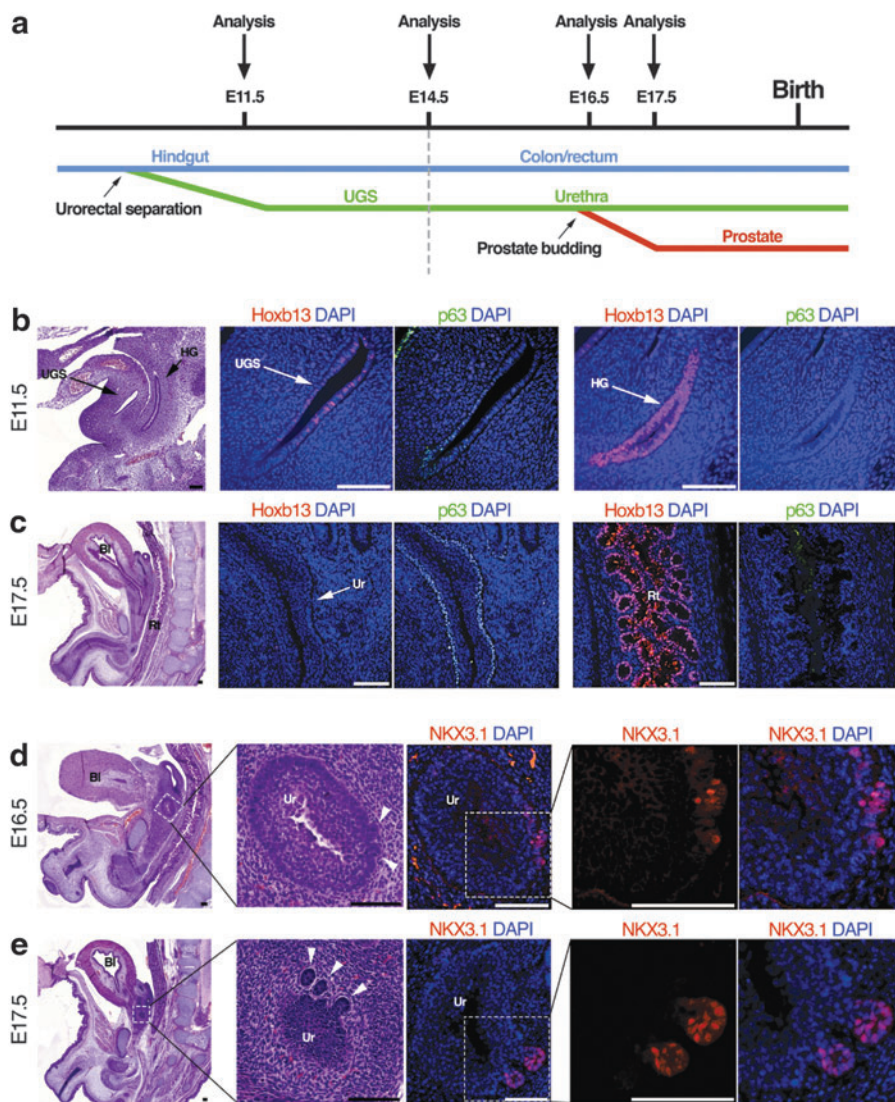 a
Analysis Analysis Analysis Analysis
E11.5 E14.5 E16.5 E17.5 Birth
Hindgut Colon/rectum
Urorectal separation UGS Urethra
Prostate budding Prostate
b Hoxb13 DAPI p63 DAPI Hoxb13 DAPI p63 DAPI
E11.5 UGS HG UGS HG
c Hoxb13 DAPI p63 DAPI Hoxb13 DAPI p63 DAPI
E17.5 Bl Rt Ur Rt
d NKX3.1 DAPI NKX3.1 NKX3.1 DAPI
E16.5 Bl Ur Ur
e NKX3.1 DAPI NKX3.1 NKX3.1 DAPI
E17.5 Bl Ur Ur